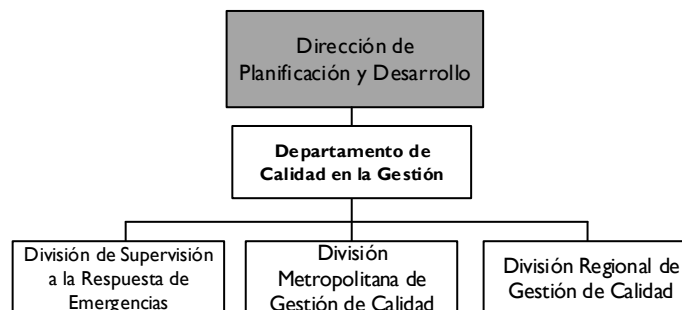 Dirección de
Planificación y Desarrollo
Departamento de
Calidad en la Gestión
División de Supervisión
a la Respuesta de
Emergencias
División
Metropolitana de
Gestión de Calidad
División Regional de
Gestión de Calidad